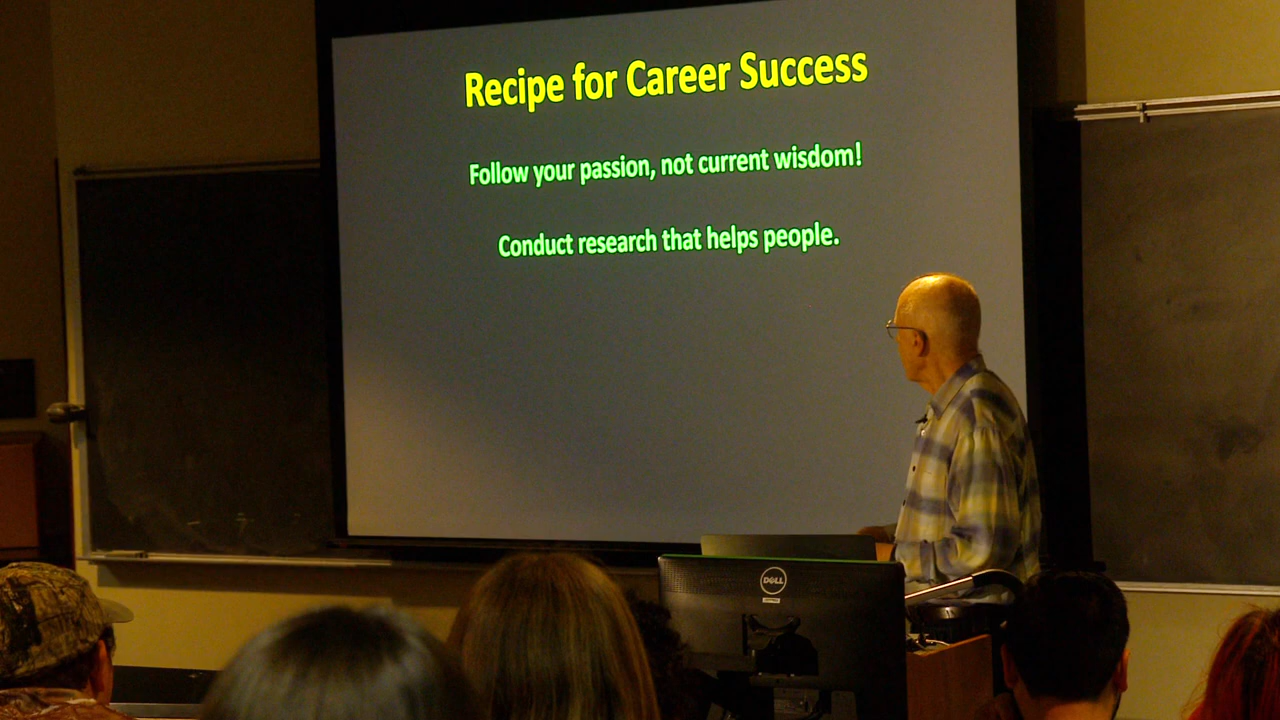 Recipe for Career Success
Follow your passion, not current wisdom!
Conduct research that helps people.
DELL